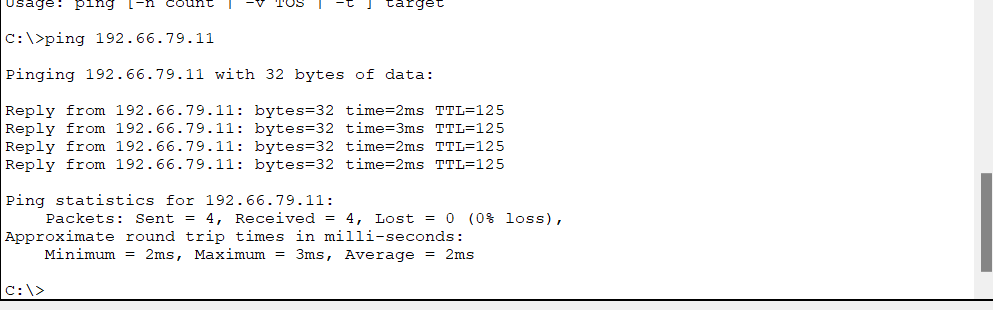 Usage: ping [-n count | -v TOS | -t ] target
C:\>ping 192.66.79.11
Pinging 192.66.79.11 with 32 bytes of data:
Reply from 192.66.79.11: bytes=32 time=2ms TTL=125
Reply from 192.66.79.11: bytes=32 time=3ms TTL=125
Reply from 192.66.79.11: bytes=32 time=2ms TTL=125
Reply from 192.66.79.11: bytes=32 time=2ms TTL=125
Ping statistics for 192.66.79.11:
Packets: Sent = 4, Received = 4, Lost = 0 (0% loss),
Approximate round trip times in milli-seconds:
Minimum = 2ms, Maximum = 3ms, Average = 2ms
C:\>